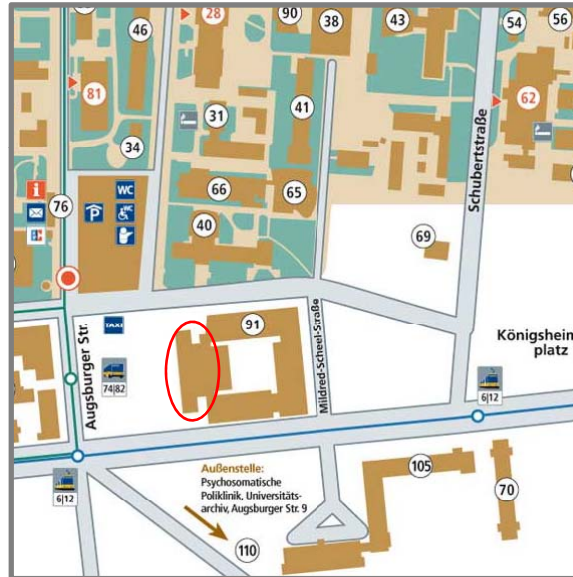 46
28
90
38
43
54
56
81
31
41
62
34
66
65
WC
WC
P
i
76
40
69
Schubertstraße
91
TAXI
Augsburger Str.
74|82
Mildred-Scheel-Straße
Königsheim
platz
6|12
6|12
Außenstelle:
Psychosomatische
Poliklinik, Universitäts-
archiv, Augsburger Str. 9
105
70
110